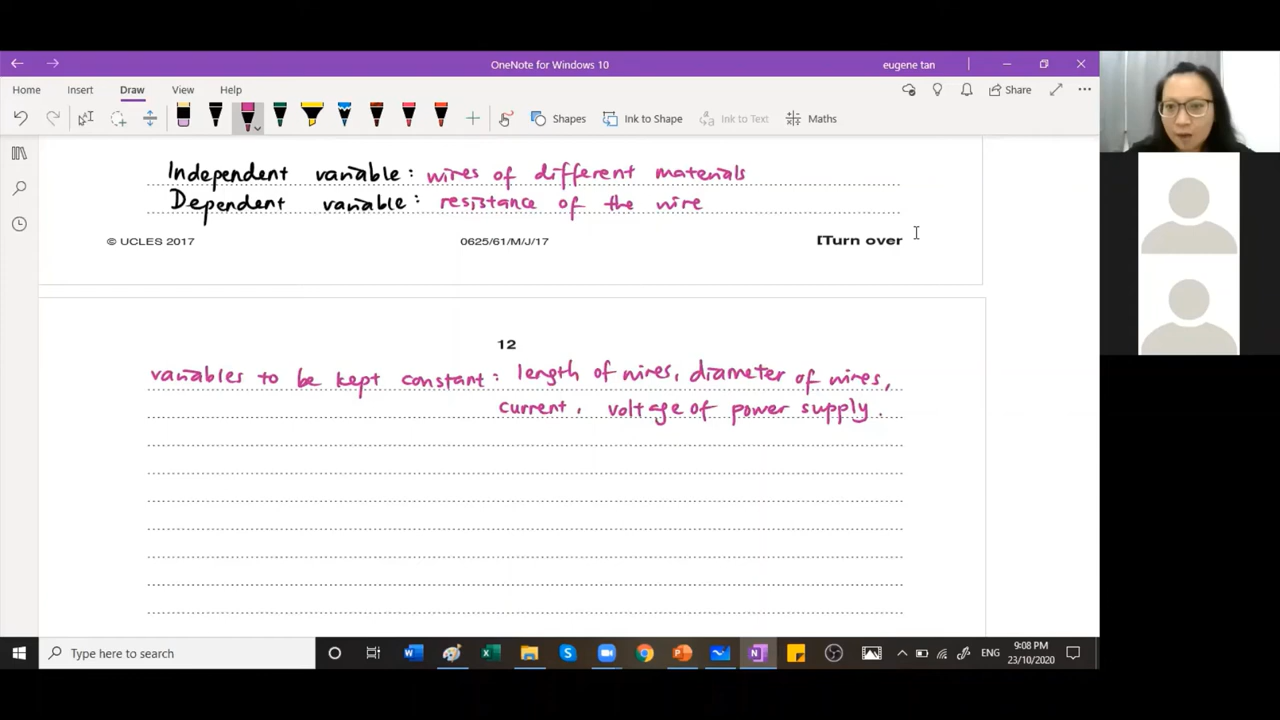 OneNote for Windows 10
eugene tan
Home Insert Draw View Help
Share
Shapes Ink to Shape Ink to Text Maths
Independent variable: wires of different materials
Dependent variable: resistance of the wire
© UCLES 2017 0625/61/M/J/17 [Turn over
12
variables to be kept constant: length of wires, diameter of wires,
current, voltage of power supply.
Type here to search
ENG
9:08 PM
23/10/2020